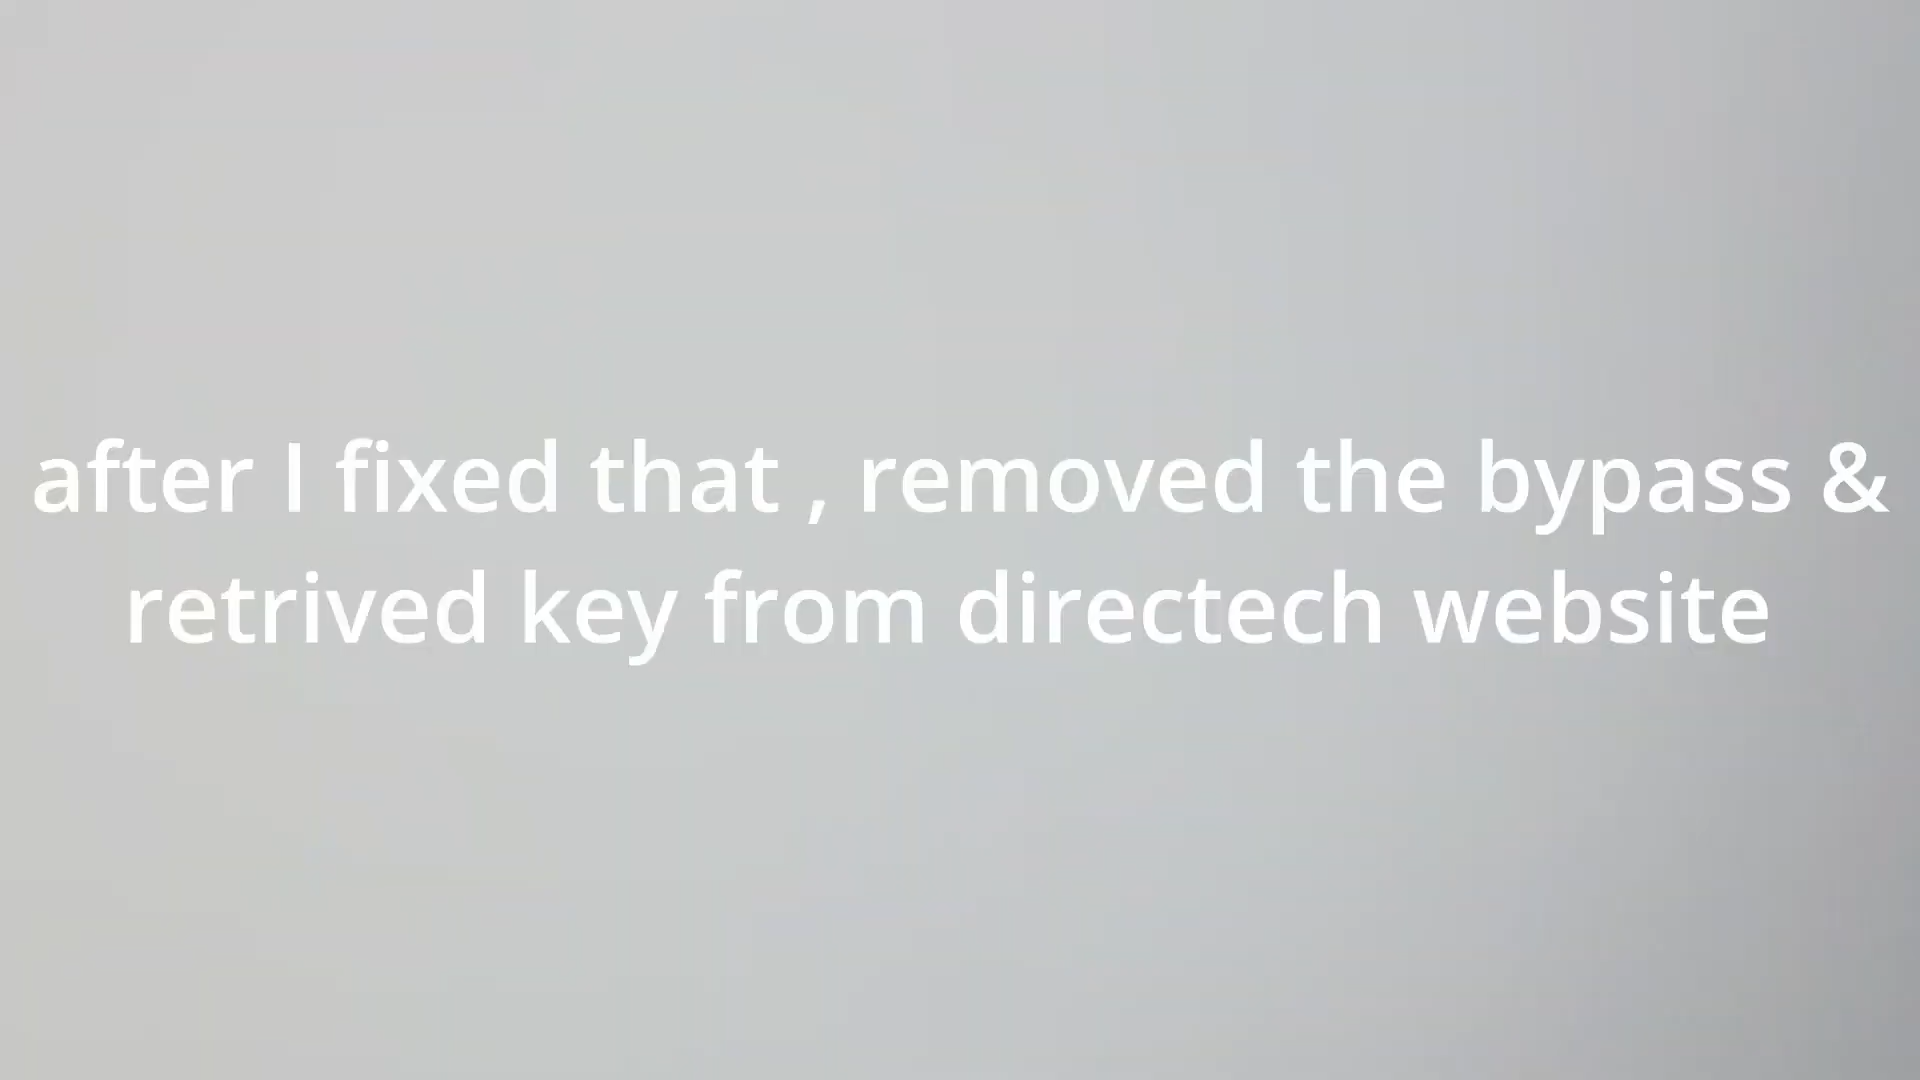 after I fixed that , removed the bypass &
retrived key from directech website